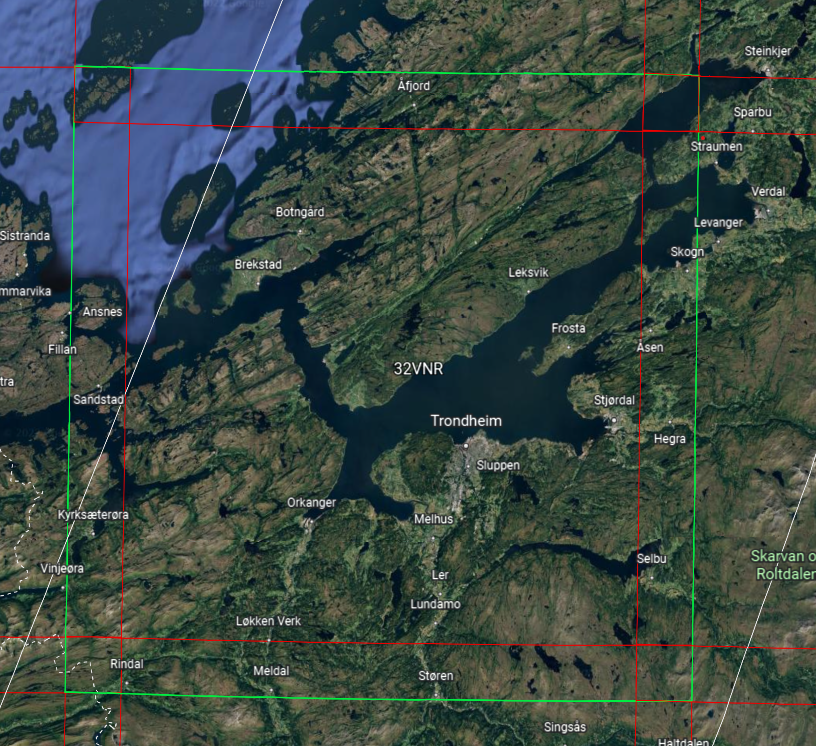 Steinkjer
Åfjord
Sparbu
Straumen
Verdal
Botngård
Levanger
Sistranda
Skogn
Brekstad
Leksvik
mmarvika
Ansnes
Frosta
Fillan
Åsen
32VNR
tra
Sandstad
Stjørdal
Trondheim
Hegra
Sluppen
Orkanger
Kyrksæterøra
Melhus
Skarvan o
Roltdalen
Selbu
Vinjeøra
Ler
Lundamo
Løkken Verk
Rindal
Meldal
Støren
Singsås
Haltdalen